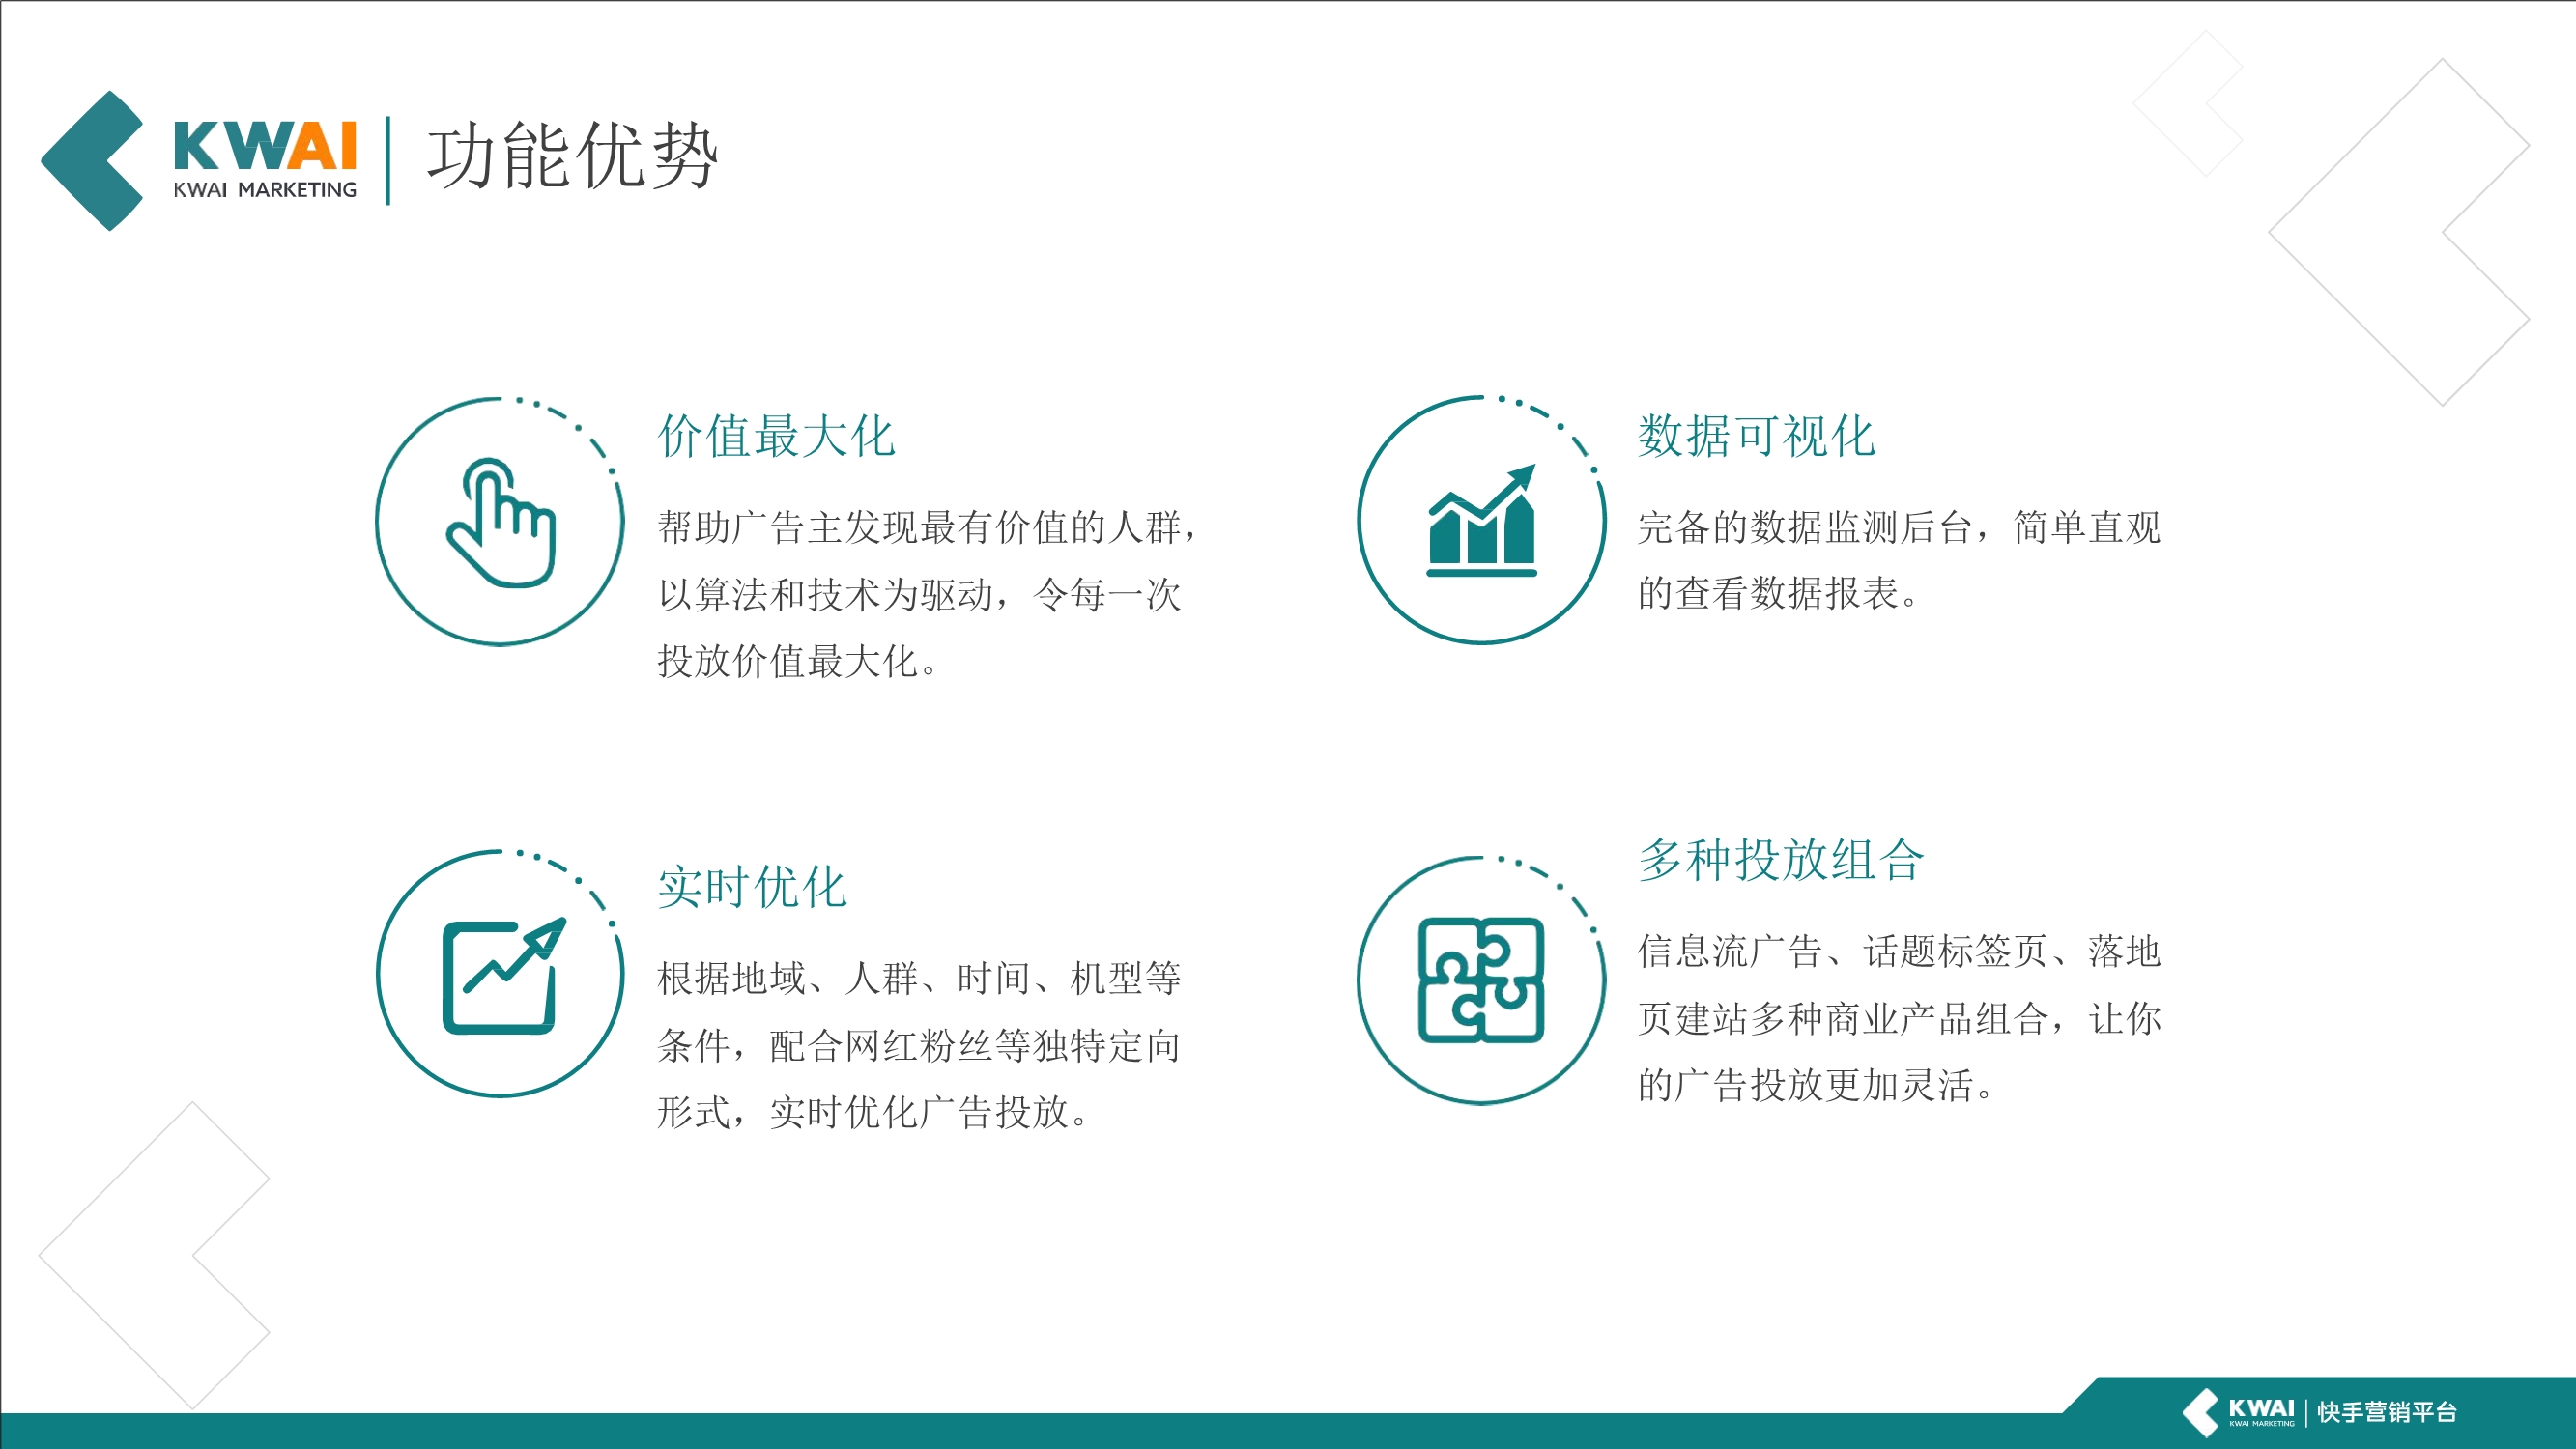 KWAI
KWAI MARKETING
功能优势
价值最大化
帮助广告主发现最有价值的人群，
以算法和技术为驱动，令每一次
投放价值最大化。
数据可视化
完备的数据监测后台，简单直观
的查看数据报表。
实时优化
根据地域、人群、时间、机型等
条件，配合网红粉丝等独特定向
形式，实时优化广告投放。
多种投放组合
信息流广告、话题标签页、落地
页建站多种商业产品组合，让你
的广告投放更加灵活。
KWAI
KWAI MARKETING
快手营销平台